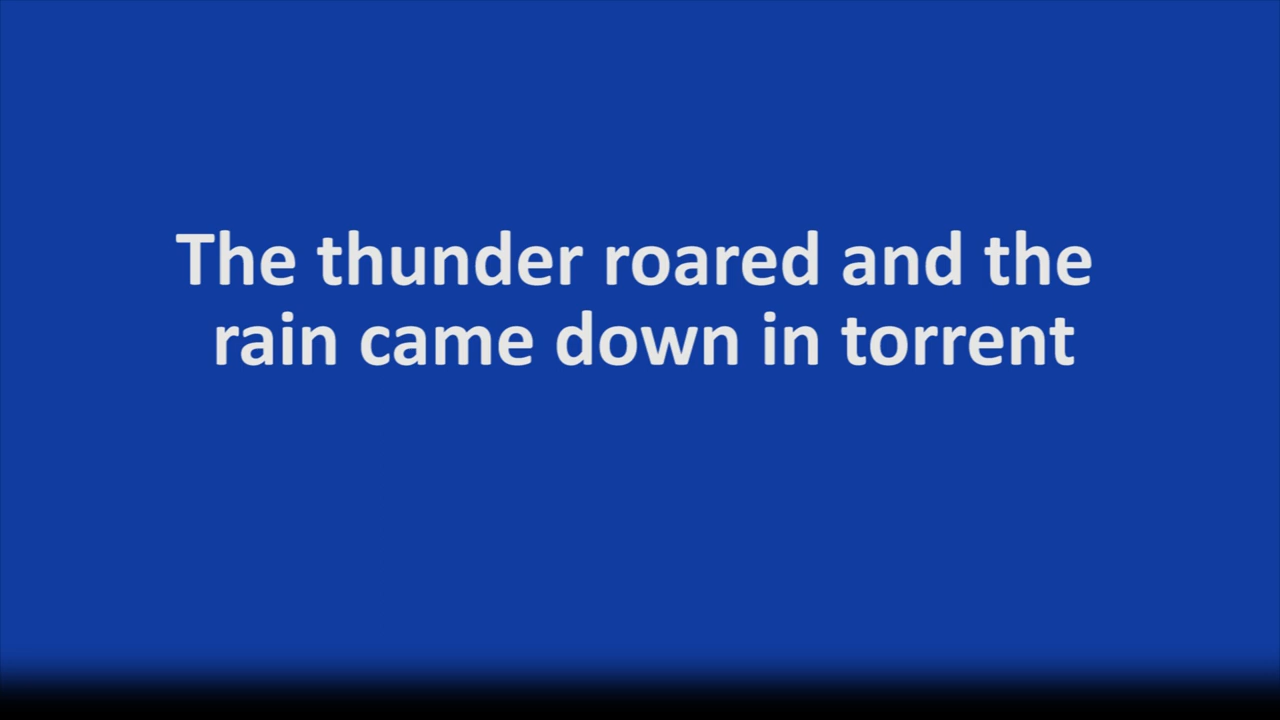 The thunder roared and the
rain came down in torrent